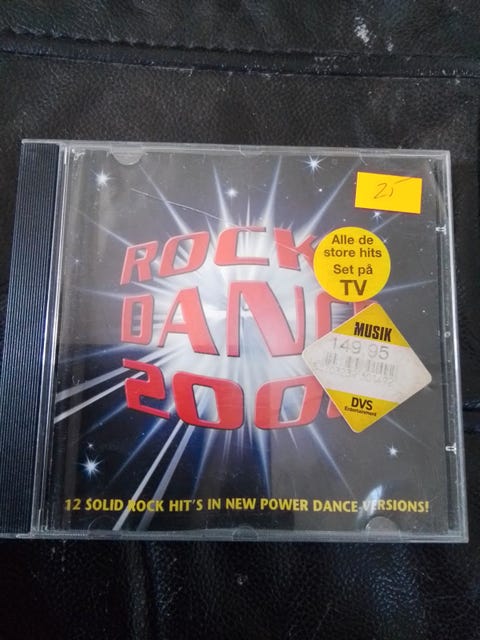 25
Alle de
store hits
Set på
TV
ROCK
DANC
200
MUSIK
149.95
DVS
Entertainment
12 SOLID ROCK HIT'S IN NEW POWER DANCE VERSIONS!